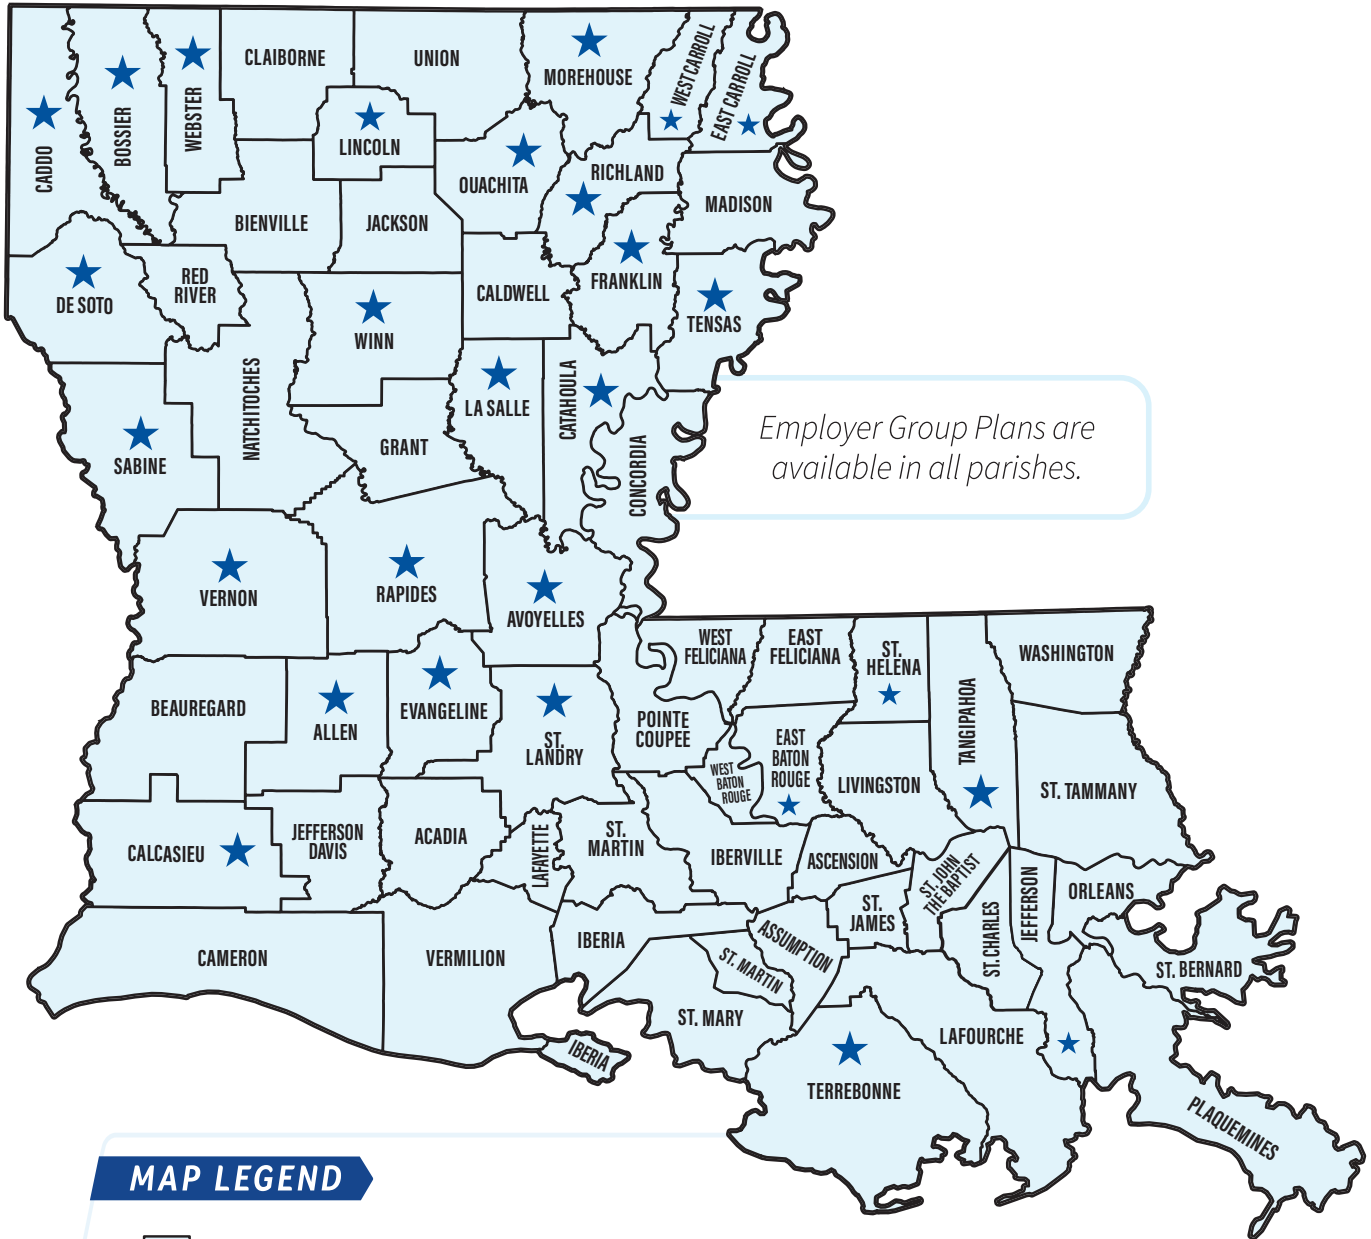 CLAIBORNE
UNION
MOREHOUSE
WEST CARROLL
EAST CARROLL
CADDO
BOSSIER
WEBSTER
LINCOLN
OUACHITA
RICHLAND
MADISON
BIENVILLE
JACKSON
DE SOTO
RED
RIVER
CALDWELL
FRANKLIN
TENSAS
WINN
NATCHITOCHES
LA SALLE
CATAHOULA
CONCORDIA
SABINE
GRANT
Employer Group Plans are
available in all parishes.
VERNON
RAPIDES
AVOYELLES
WEST
FELICIANA
EAST
FELICIANA
ST.
HELENA
TANGIPAHOA
WASHINGTON
BEAUREGARD
ALLEN
EVANGELINE
ST.
LANDRY
POINTE
COUPEE
WEST
BATON
ROUGE
EAST
BATON
ROUGE
LIVINGSTON
ST. TAMMANY
CALCASIEU
JEFFERSON
DAVIS
ACADIA
LAFAYETTE
ST.
MARTIN
IBERVILLE
ASCENSION
ST. JOHN
THE BAPTIST
ST.
JAMES
ST. CHARLES
JEFFERSON
ORLEANS
CAMERON
VERMILION
IBERIA
ASSUMPTION
ST. MARTIN
ST. BERNARD
ST. MARY
LAFOURCHE
IBERIA
TERREBONNE
PLAQUEMINES
MAP LEGEND